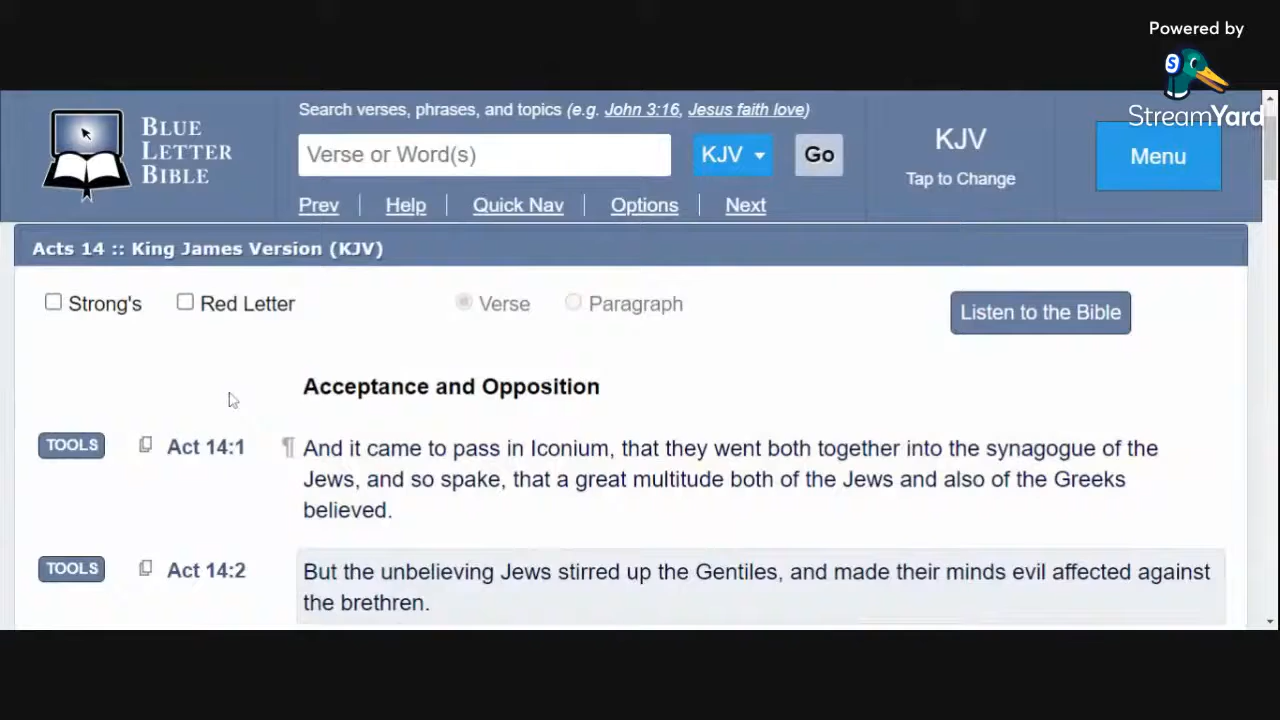 Powered by
StreamYard
BLUE
LETTER
BIBLE
Search verses, phrases, and topics (e.g. John 3:16, Jesus faith love)
Verse or Word(s)
KJV
Go
Prev
Help
Quick Nav
Options
Next
KJV
Tap to Change
Menu
Acts 14 :: King James Version (KJV)
Strong's
Red Letter
Verse
Paragraph
Listen to the Bible
Acceptance and Opposition
TOOLS
Act 14:1
¶ And it came to pass in Iconium, that they went both together into the synagogue of the
Jews, and so spake, that a great multitude both of the Jews and also of the Greeks
believed.
TOOLS
Act 14:2
But the unbelieving Jews stirred up the Gentiles, and made their minds evil affected against
the brethren.